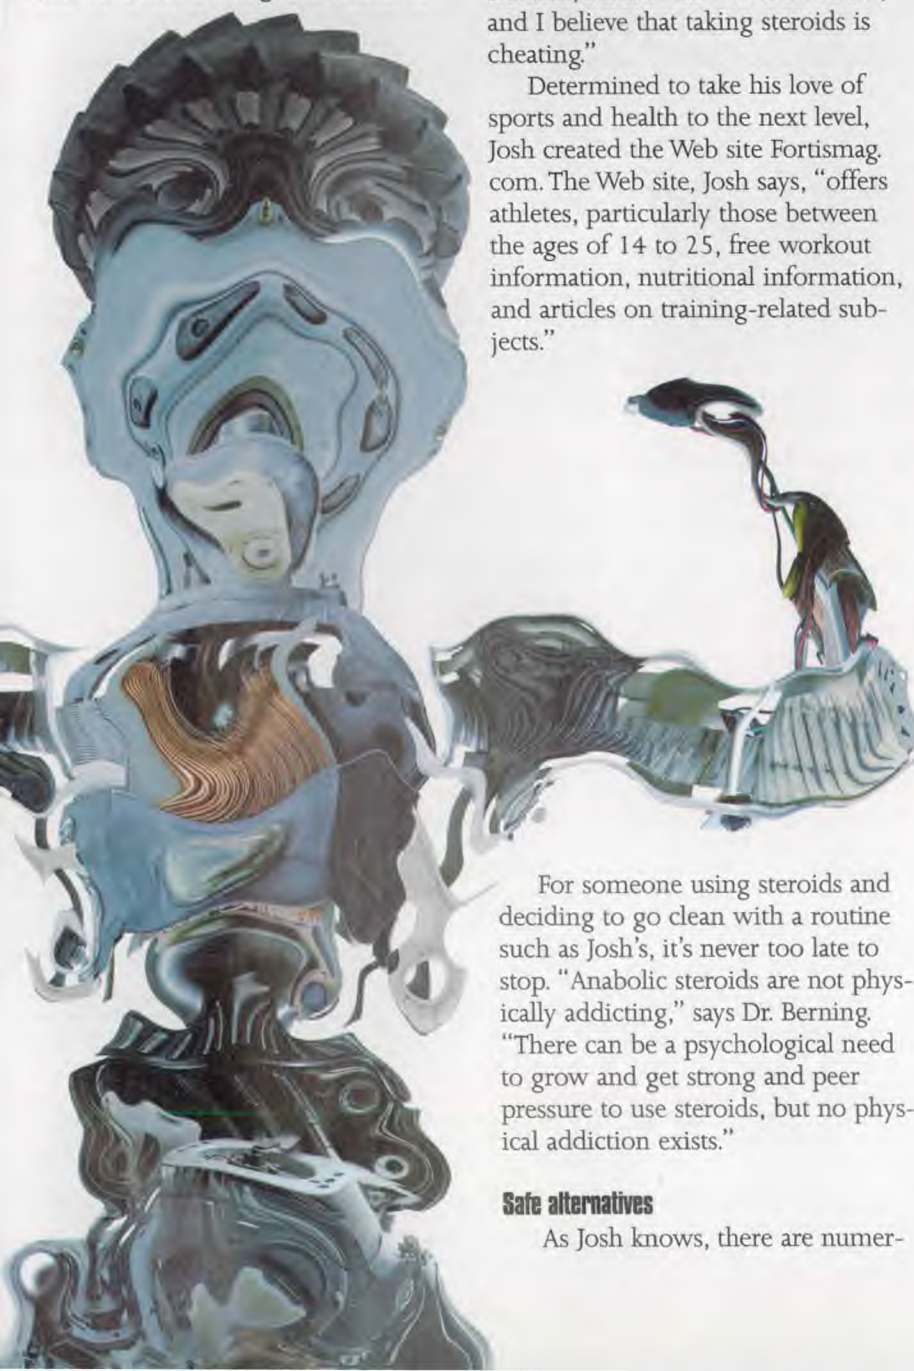 and I believe that taking steroids is
cheating.”
Determined to take his love of
sports and health to the next level,
Josh created the Web site Fortismag.
com. The Web site, Josh says, “offers
athletes, particularly those between
the ages of 14 to 25, free workout
information, nutritional information,
and articles on training-related sub-
jects.”
For someone using steroids and
deciding to go clean with a routine
such as Josh’s, it’s never too late to
stop. “Anabolic steroids are not phys-
ically addicting,” says Dr. Berning.
“There can be a psychological need
to grow and get strong and peer
pressure to use steroids, but no phys-
ical addiction exists.”
Safe alternatives
As Josh knows, there are numer-